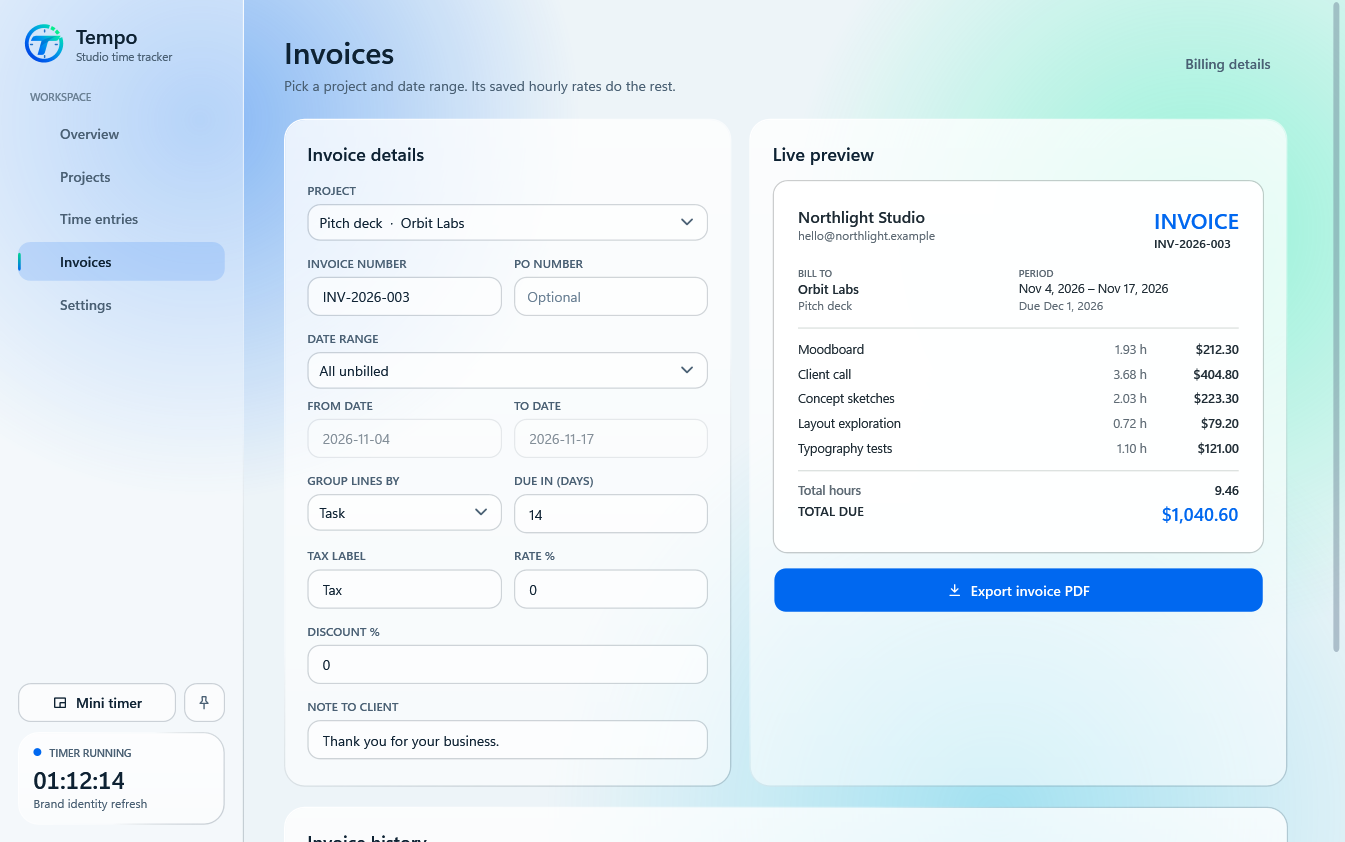 Tempo
Studio time tracker
WORKSPACE
Overview
Projects
Time entries
Invoices
Settings
Mini timer
TIMER RUNNING
01:12:14
Brand identity refresh
Invoices
Pick a project and date range. Its saved hourly rates do the rest.
Billing details
Invoice details
PROJECT
Pitch deck · Orbit Labs
INVOICE NUMBER PO NUMBER
INV-2026-003 Optional
DATE RANGE
All unbilled
FROM DATE TO DATE
2026-11-04 2026-11-17
GROUP LINES BY DUE IN (DAYS)
Task 14
TAX LABEL RATE %
Tax 0
DISCOUNT %
0
NOTE TO CLIENT
Thank you for your business.
Live preview
Northlight Studio INVOICE
hello@northlight.example INV-2026-003
BILL TO PERIOD
Orbit Labs Nov 4, 2026 – Nov 17, 2026
Pitch deck Due Dec 1, 2026
Moodboard 1.93 h $212.30
Client call 3.68 h $404.80
Concept sketches 2.03 h $223.30
Layout exploration 0.72 h $79.20
Typography tests 1.10 h $121.00
Total hours 9.46
TOTAL DUE $1,040.60
Export invoice PDF
Invoice history